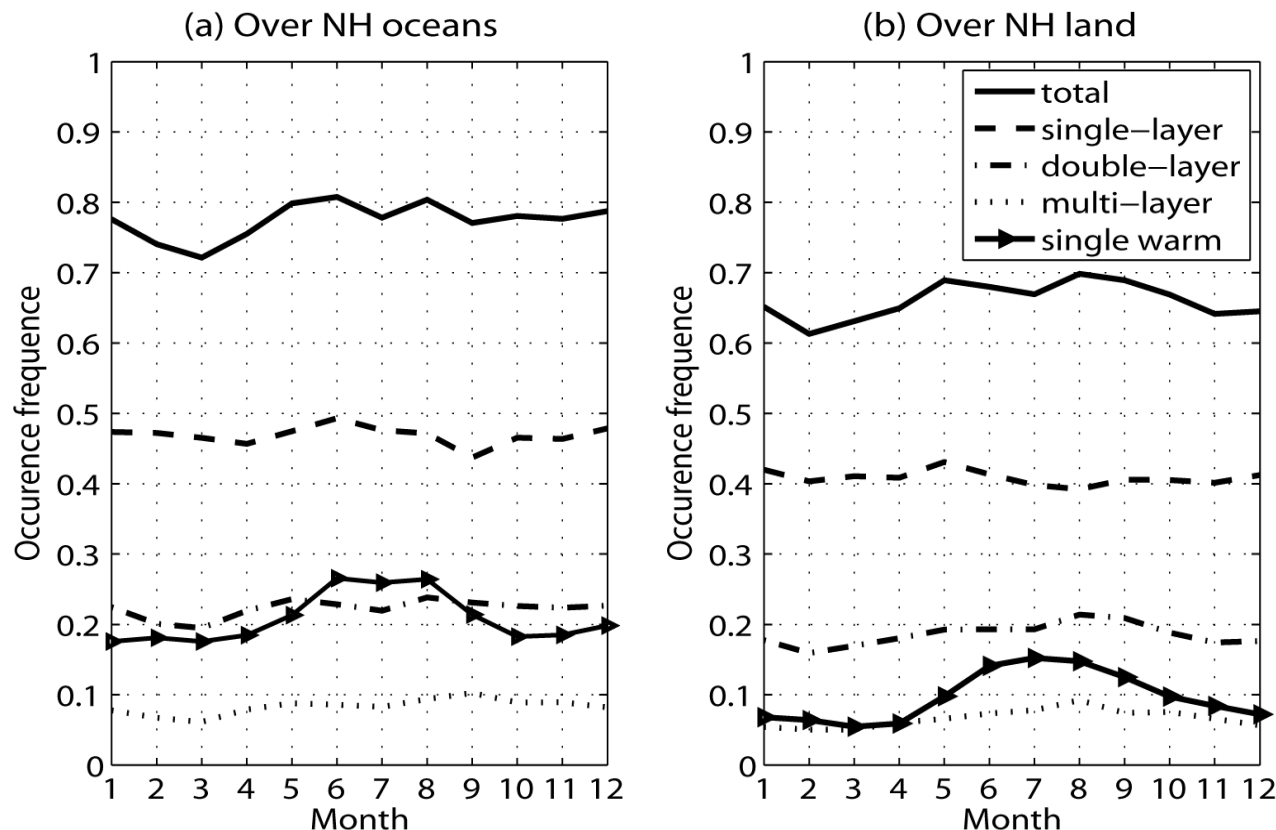 (a) Over NH oceans
1
0.9
0.8
0.7
0.6
0.5
0.4
0.3
0.2
0.1
0
Occurence frequence
1 2 3 4 5 6 7 8 9 10 11 12
Month
(b) Over NH land
total
single-layer
double-layer
multi-layer
single warm
1
0.9
0.8
0.7
0.6
0.5
0.4
0.3
0.2
0.1
0
Occurence frequence
1 2 3 4 5 6 7 8 9 10 11 12
Month